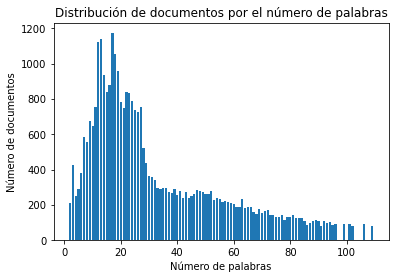 Distribución de documentos por el número de palabras
1200
1000
800
600
400
200
0
Número de documentos
0 20 40 60 80 100
Número de palabras